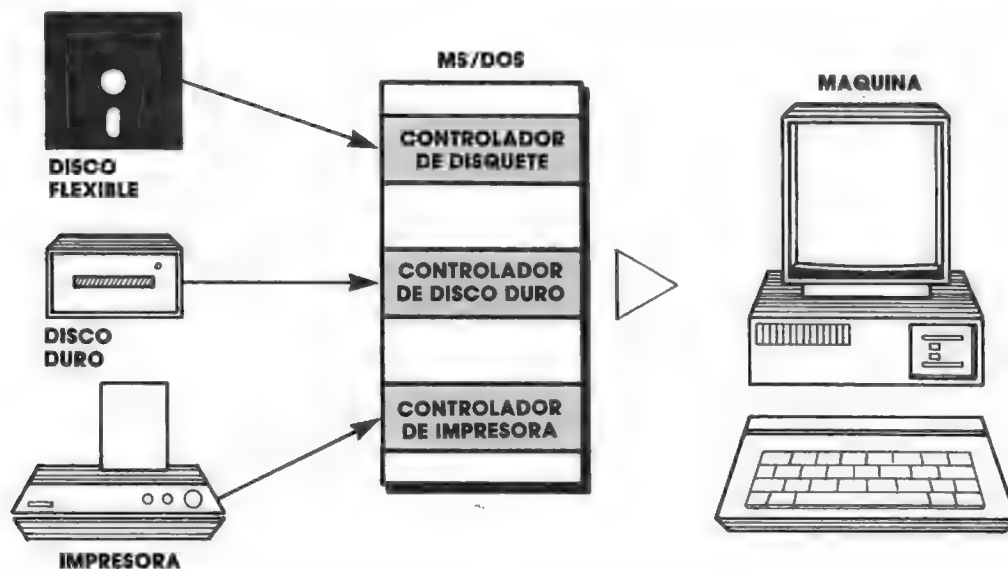 MS/DOS
MAQUINA
CONTROLADOR
DE DISQUETE
DISCO
FLEXIBLE
CONTROLADOR
DE DISCO DURO
DISCO
DURO
CONTROLADOR
DE IMPRESORA
IMPRESORA